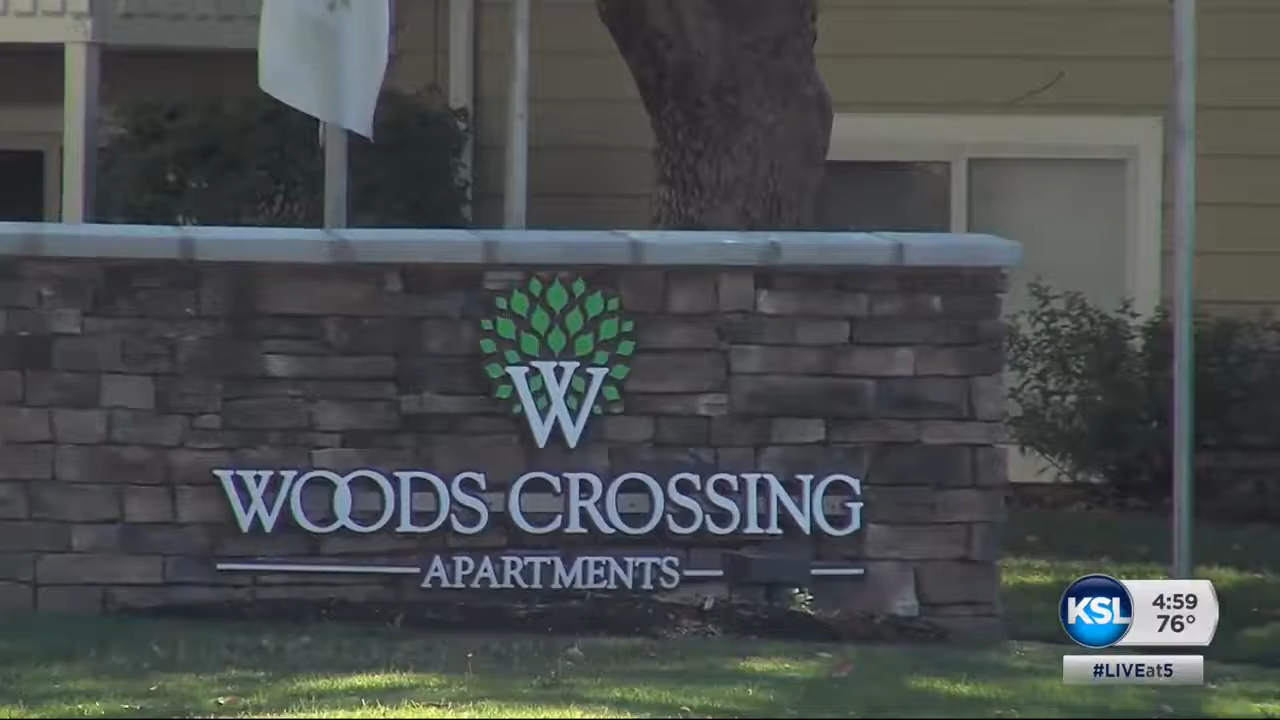 W
WOODS CROSSING
APARTMENTS
KSL
4:59
76°
#LIVEat5